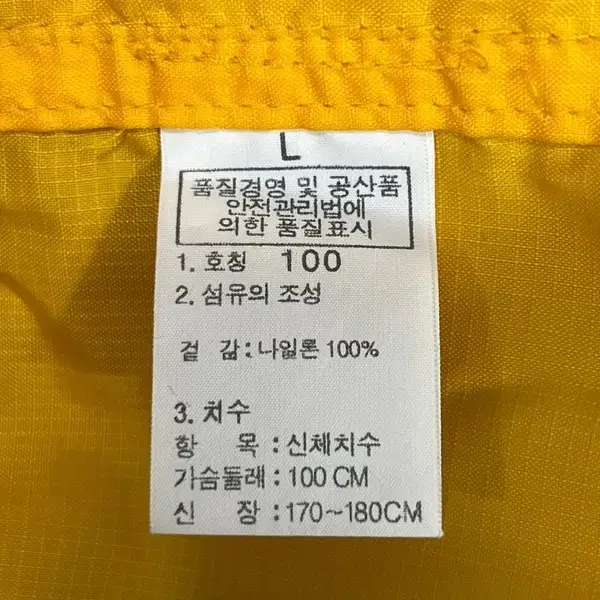 L
품질경영 및 공산품
안전관리법에
의한 품질표시
1. 호칭 100
2. 섬유의 조성
겉 감 : 나일론 100%
3. 치수
항 목 : 신체치수
가슴둘레 : 100 CM
신 장 : 170~180CM